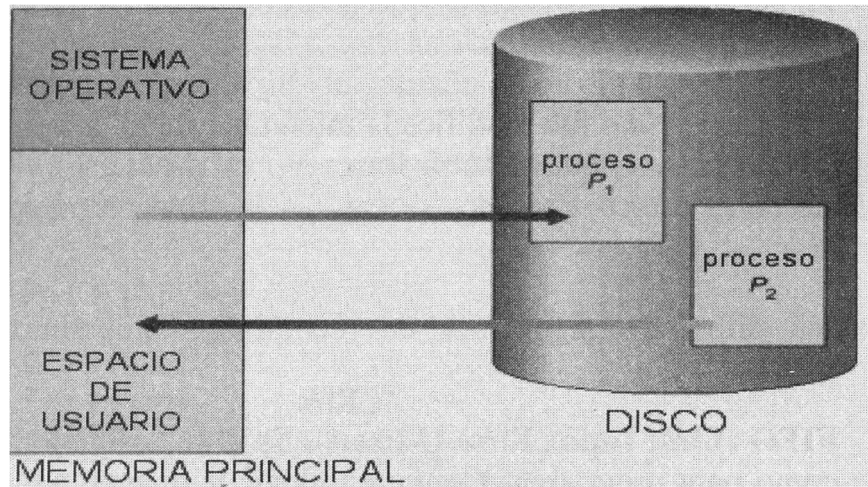 SISTEMA
OPERATIVO
proceso
P₁
proceso
P₂
ESPACIO
DE
USUARIO
DISCO
MEMORIA PRINCIPAL